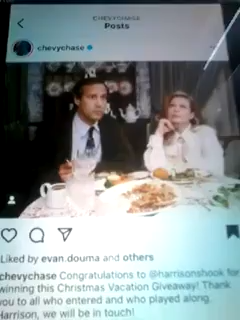 CHEVYCHASE
Posts
chevychase
Liked by evan.douma and others
chevychase Congratulations to @harrisonshook for
winning this Christmas Vacation Giveaway! Thank
you to all who entered and who played along.
Harrison, we will be in touch!